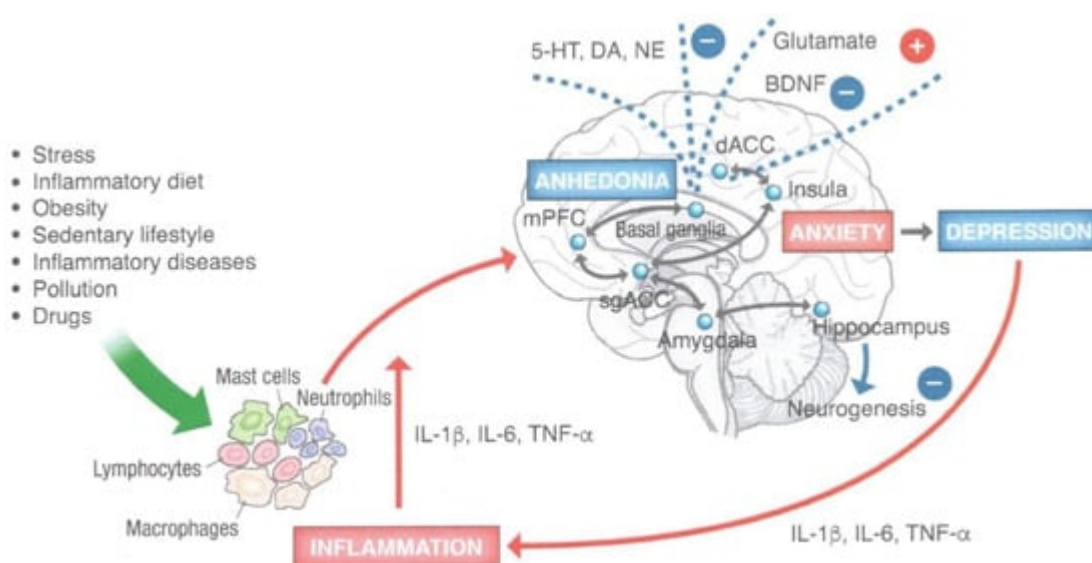 5-HT, DA, NE
−
Glutamate
+
BDNF
−
• Stress
• Inflammatory diet
• Obesity
• Sedentary lifestyle
• Inflammatory diseases
• Pollution
• Drugs
dACC
ANHEDONIA
insula
mPFC
Basal ganglia
ANXIETY
DEPRESSION
sgACC
Amygdala
Hippocampus
Neurogenesis
−
Mast cells
Neutrophils
Lymphocytes
Macrophages
IL-1β, IL-6, TNF-α
INFLAMMATION
IL-1β, IL-6, TNF-α